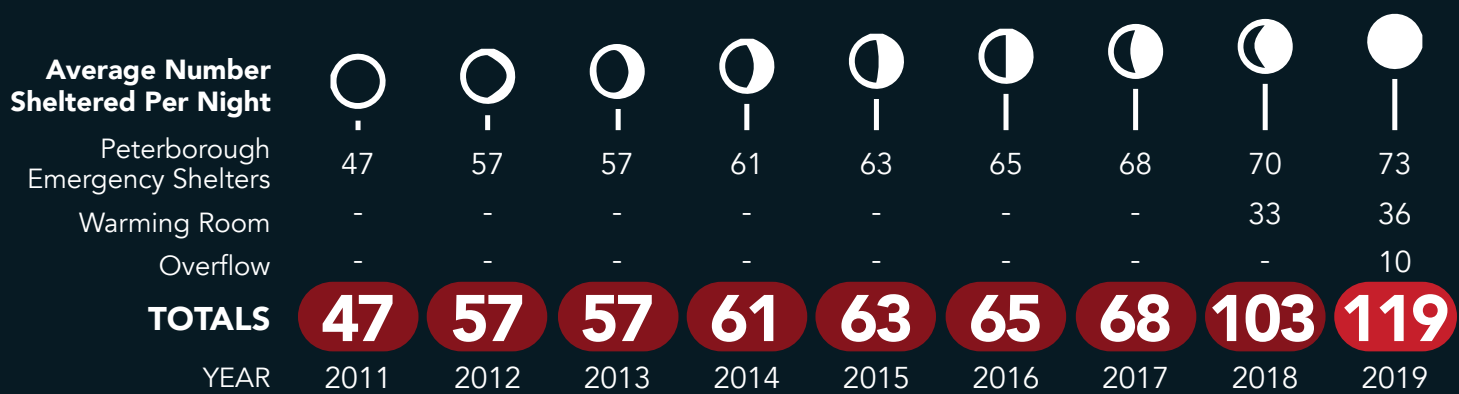 Average Number
Sheltered Per Night
Peterborough
Emergency Shelters 47 57 57 61 63 65 68 70 73
Warming Room - - - - - - - 33 36
Overflow - - - - - - - - 10
TOTALS 47 57 57 61 63 65 68 103 119
YEAR 2011 2012 2013 2014 2015 2016 2017 2018 2019